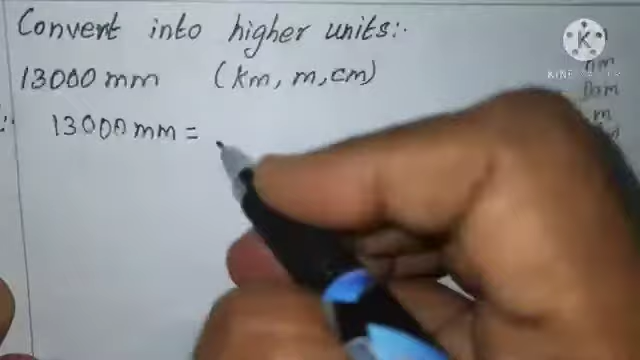 Convert into higher units:-
13000 mm (km, m, cm)
13000 mm =
K
m